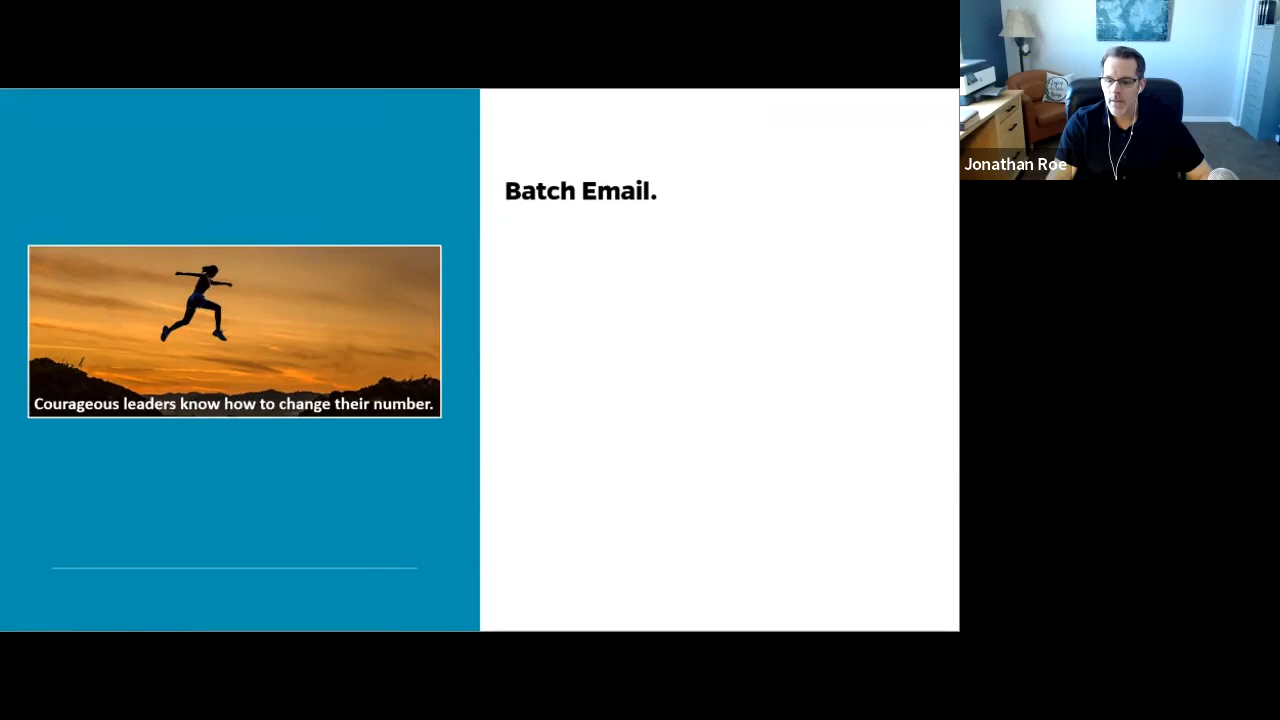 Batch Email.
Courageous leaders know how to change their number.
Jonathan Roe